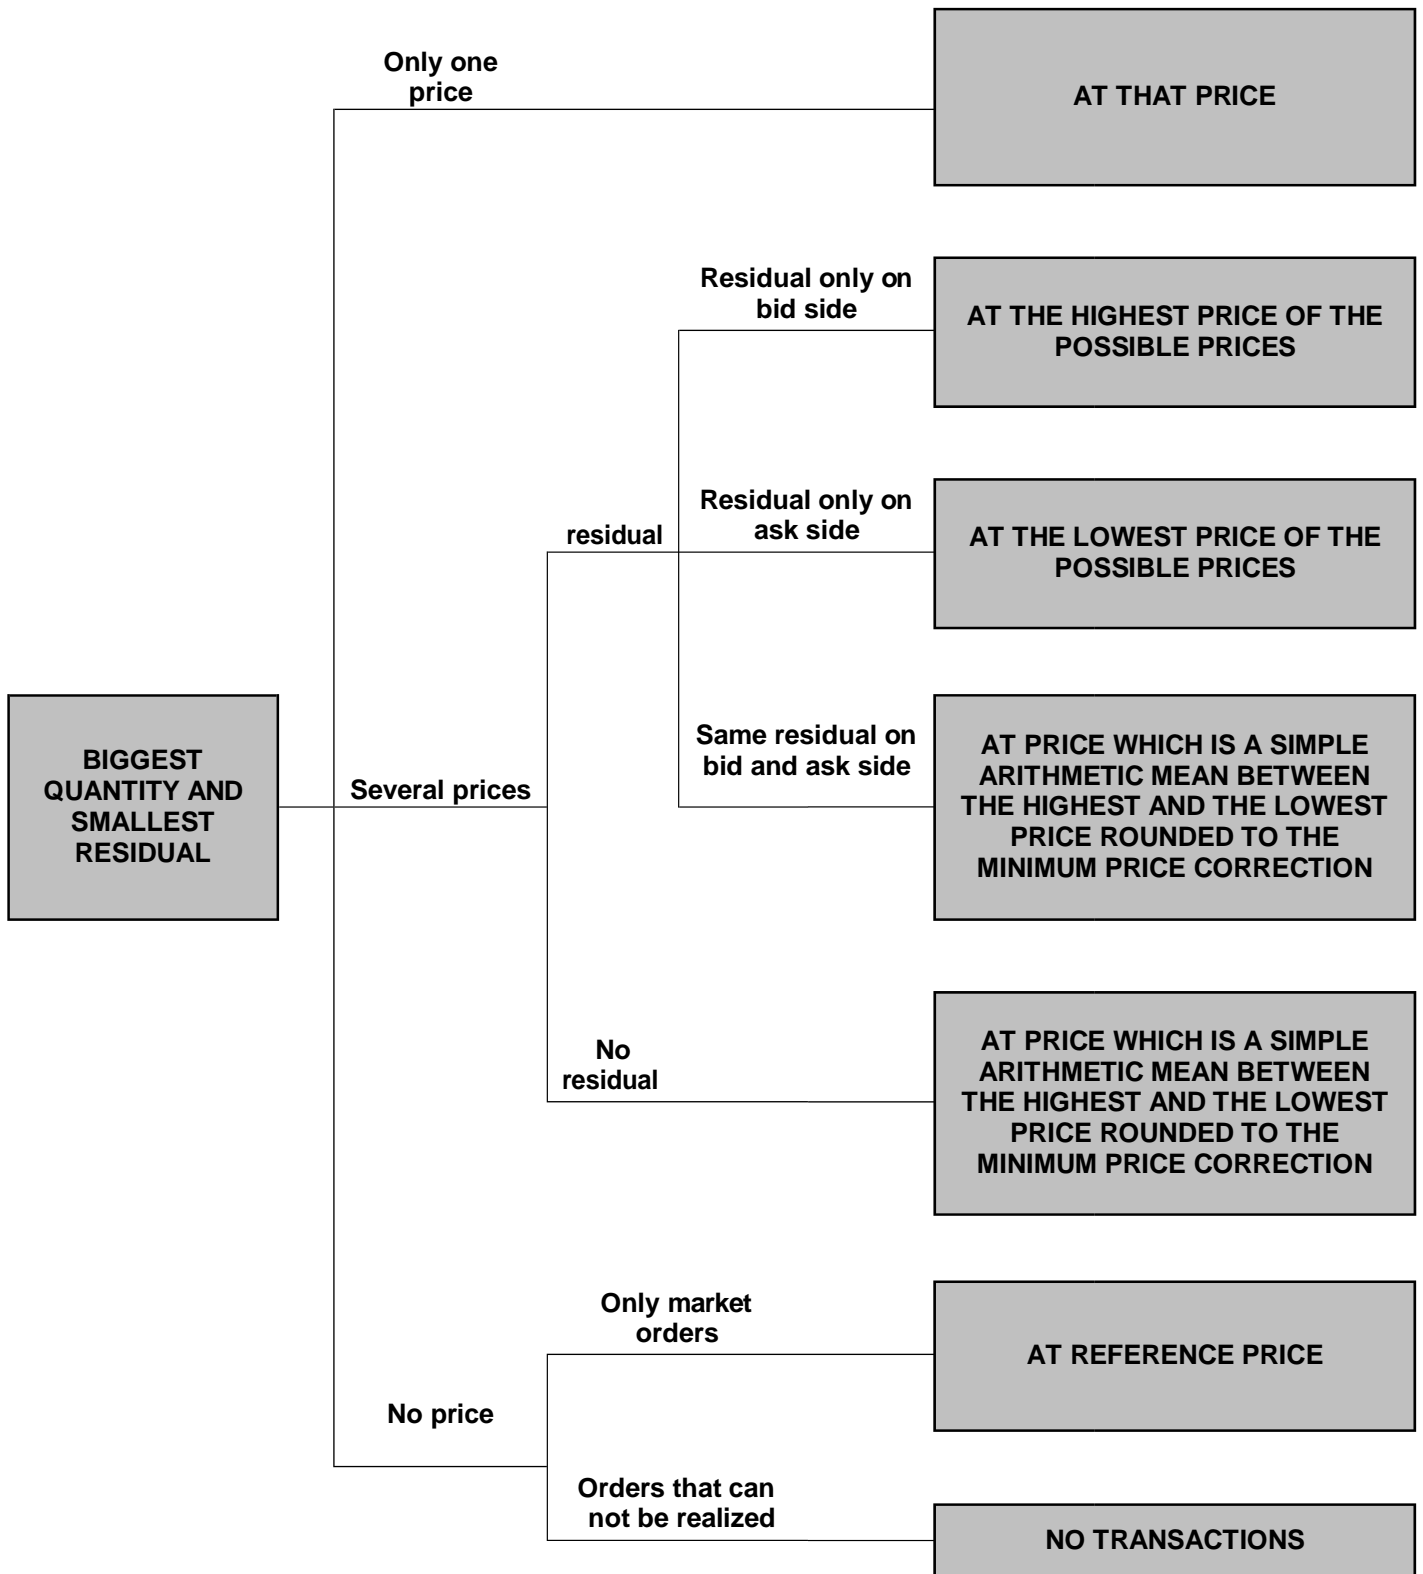 Only one
price
AT THAT PRICE
Residual only on
bid side
AT THE HIGHEST PRICE OF THE
POSSIBLE PRICES
residual
Residual only on
ask side
AT THE LOWEST PRICE OF THE
POSSIBLE PRICES
BIGGEST
QUANTITY AND
SMALLEST
RESIDUAL
Several prices
Same residual on
bid and ask side
AT PRICE WHICH IS A SIMPLE
ARITHMETIC MEAN BETWEEN
THE HIGHEST AND THE LOWEST
PRICE ROUNDED TO THE
MINIMUM PRICE CORRECTION
No
residual
AT PRICE WHICH IS A SIMPLE
ARITHMETIC MEAN BETWEEN
THE HIGHEST AND THE LOWEST
PRICE ROUNDED TO THE
MINIMUM PRICE CORRECTION
No price
Only market
orders
AT REFERENCE PRICE
Orders that can
not be realized
NO TRANSACTIONS